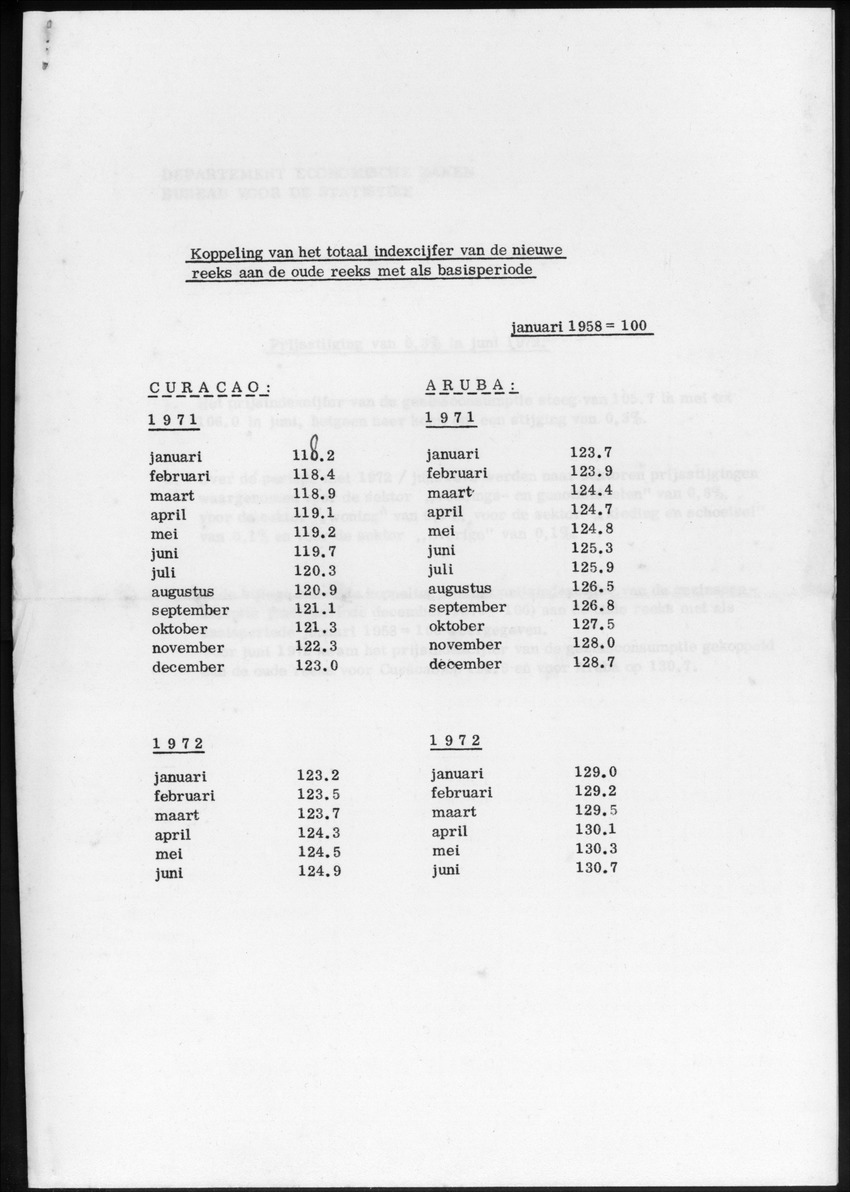 Koppeling van het totaal indexcijfer van de nieuwe
reeks aan de oude reeks met als basisperiode
januari 1958 = 100
CURACAO: ARUBA:
1971 1971
januari 118.2 januari 123.7
februari 118.4 februari 123.9
maart 118.9 maart 124.4
april 119.1 april 124.7
mei 119.2 mei 124.8
juni 119.7 juni 125.3
juli 120.3 juli 125.9
augustus 120.9 augustus 126.5
september 121.1 september 126.8
oktober 121.3 oktober 127.5
november 122.3 november 128.0
december 123.0 december 128.7
1972 1972
januari 123.2 januari 129.0
februari 123.5 februari 129.2
maart 123.7 maart 129.5
april 124.3 april 130.1
mei 124.5 mei 130.3
juni 124.9 juni 130.7